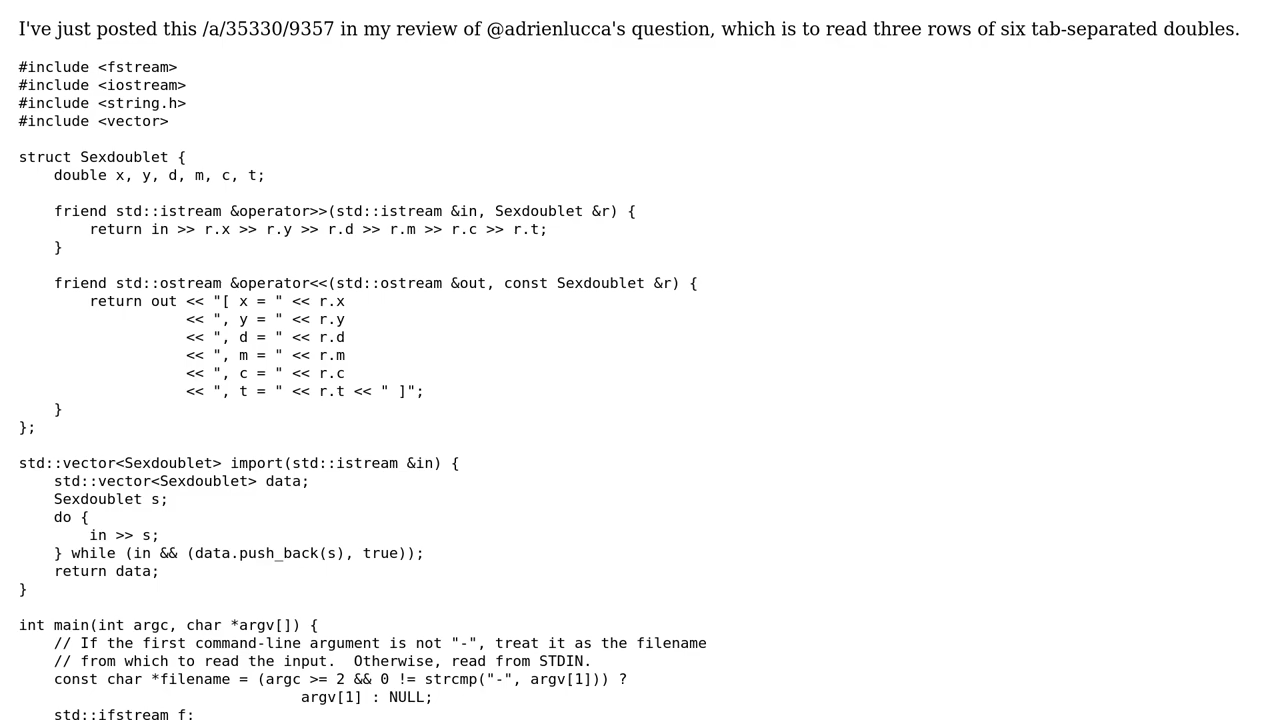 I've just posted this /a/35330/9357 in my review of @adrienlucca's question, which is to read three rows of six tab-separated doubles.
#include <fstream>
#include <iostream>
#include <string.h>
#include <vector>
struct Sexdoublet {
    double x, y, d, m, c, t;
    friend std::istream &operator>>(std::istream &in, Sexdoublet &r) {
        return in >> r.x >> r.y >> r.d >> r.m >> r.c >> r.t;
    }
    friend std::ostream &operator<<(std::ostream &out, const Sexdoublet &r) {
        return out << "[ x = " << r.x
                   << ", y = " << r.y
                   << ", d = " << r.d
                   << ", m = " << r.m
                   << ", c = " << r.c
                   << ", t = " << r.t << " ]";
    }
};
std::vector<Sexdoublet> import(std::istream &in) {
    std::vector<Sexdoublet> data;
    Sexdoublet s;
    do {
        in >> s;
    } while (in && (data.push_back(s), true));
    return data;
}
int main(int argc, char *argv[]) {
    // If the first command-line argument is not "-", treat it as the filename
    // from which to read the input.  Otherwise, read from STDIN.
    const char *filename = (argc >= 2 && 0 != strcmp("-", argv[1])) ?
                                argv[1] : NULL;
    std::ifstream f;